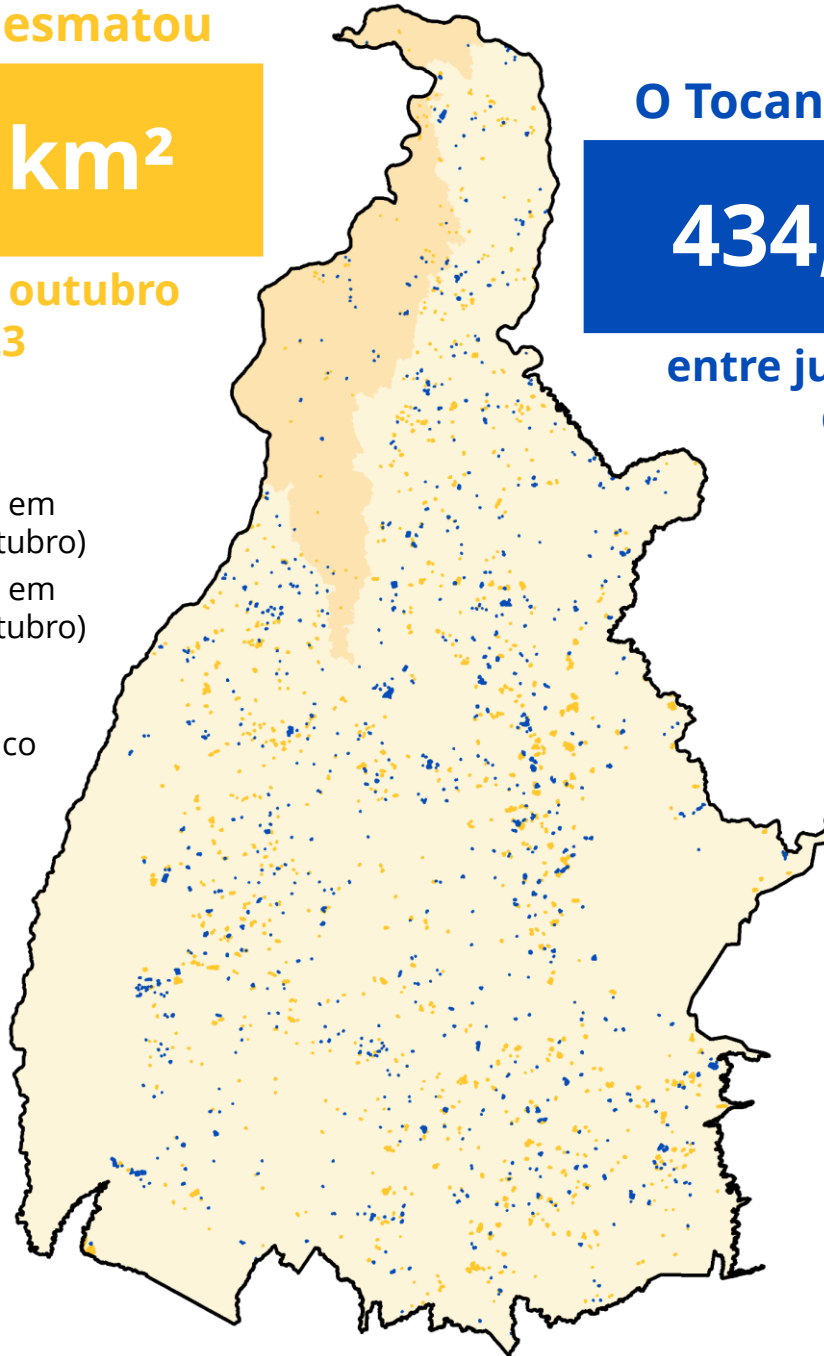 esmatou
km²
outubro
3
em
tubro)
em
tubro)
co
O Tocan
434,
entre ju